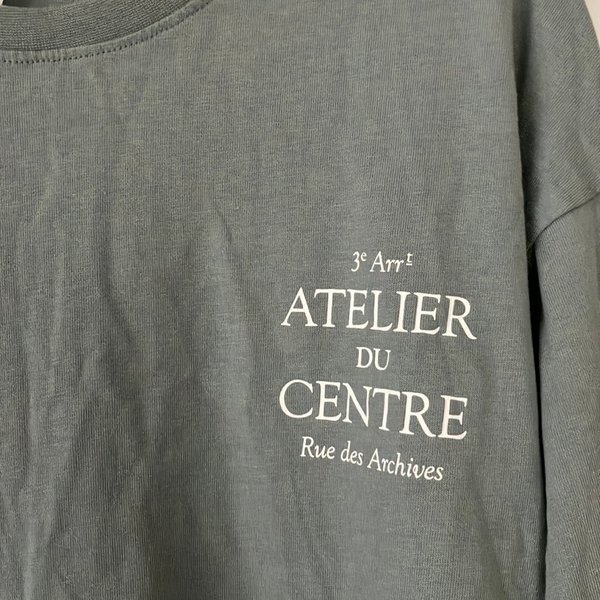 3ᵉ Arrᵗ
ATELIER
DU
CENTRE
Rue des Archives